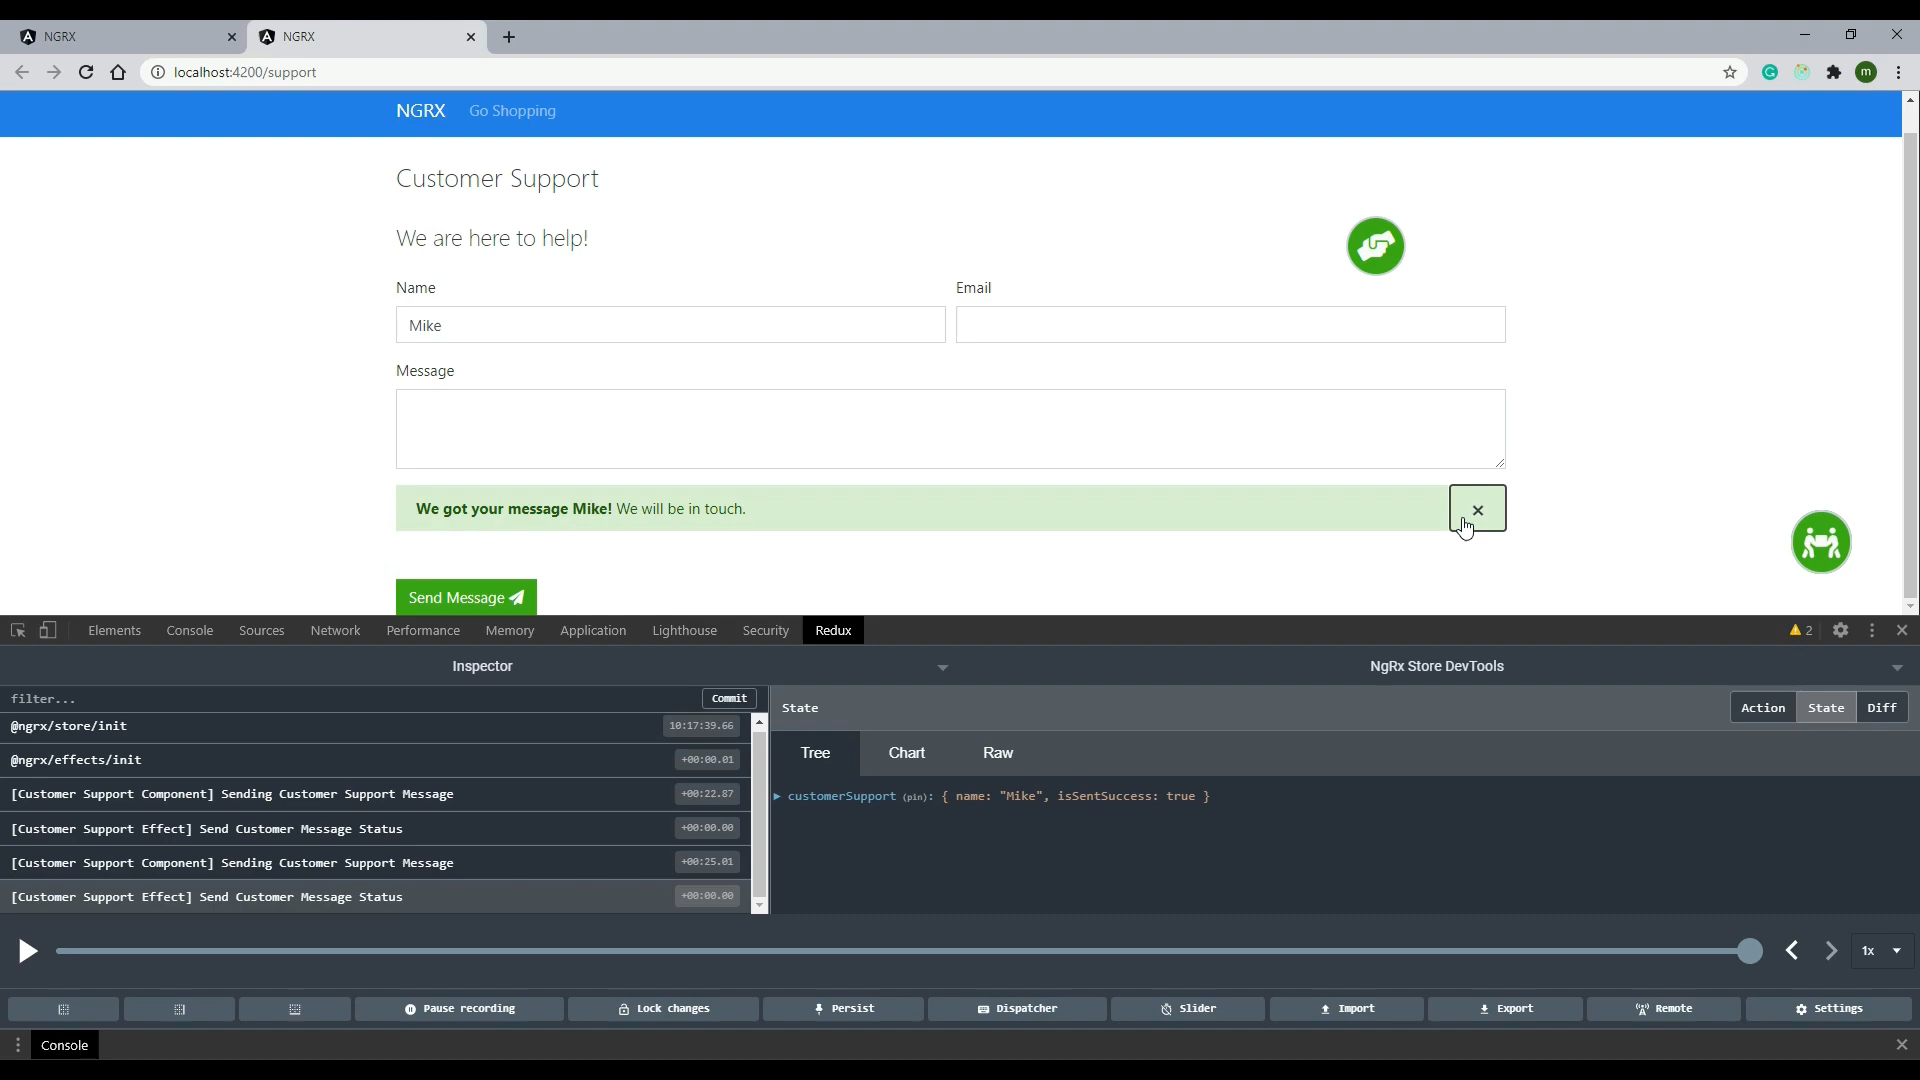 NGRX
NGRX
localhost:4200/support
m
NGRX Go Shopping
Customer Support
We are here to help!
Name Email
Mike
Message
We got your message Mike! We will be in touch.
Send Message
Elements Console Sources Network Performance Memory Application Lighthouse Security Redux 2
Inspector NgRx Store DevTools
filter... Commit State Action State Diff
@ngrx/store/init 10:17:39.66
Tree Chart Raw
@ngrx/effects/init +00:00.01
[Customer Support Component] Sending Customer Support Message +00:22.87
customerSupport (pin): { name: "Mike", isSentSuccess: true }
[Customer Support Effect] Send Customer Message Status +00:00.00
[Customer Support Component] Sending Customer Support Message +00:25.01
[Customer Support Effect] Send Customer Message Status +00:00.00
1x
Pause recording Lock changes Persist Dispatcher Slider Import Export Remote Settings
Console